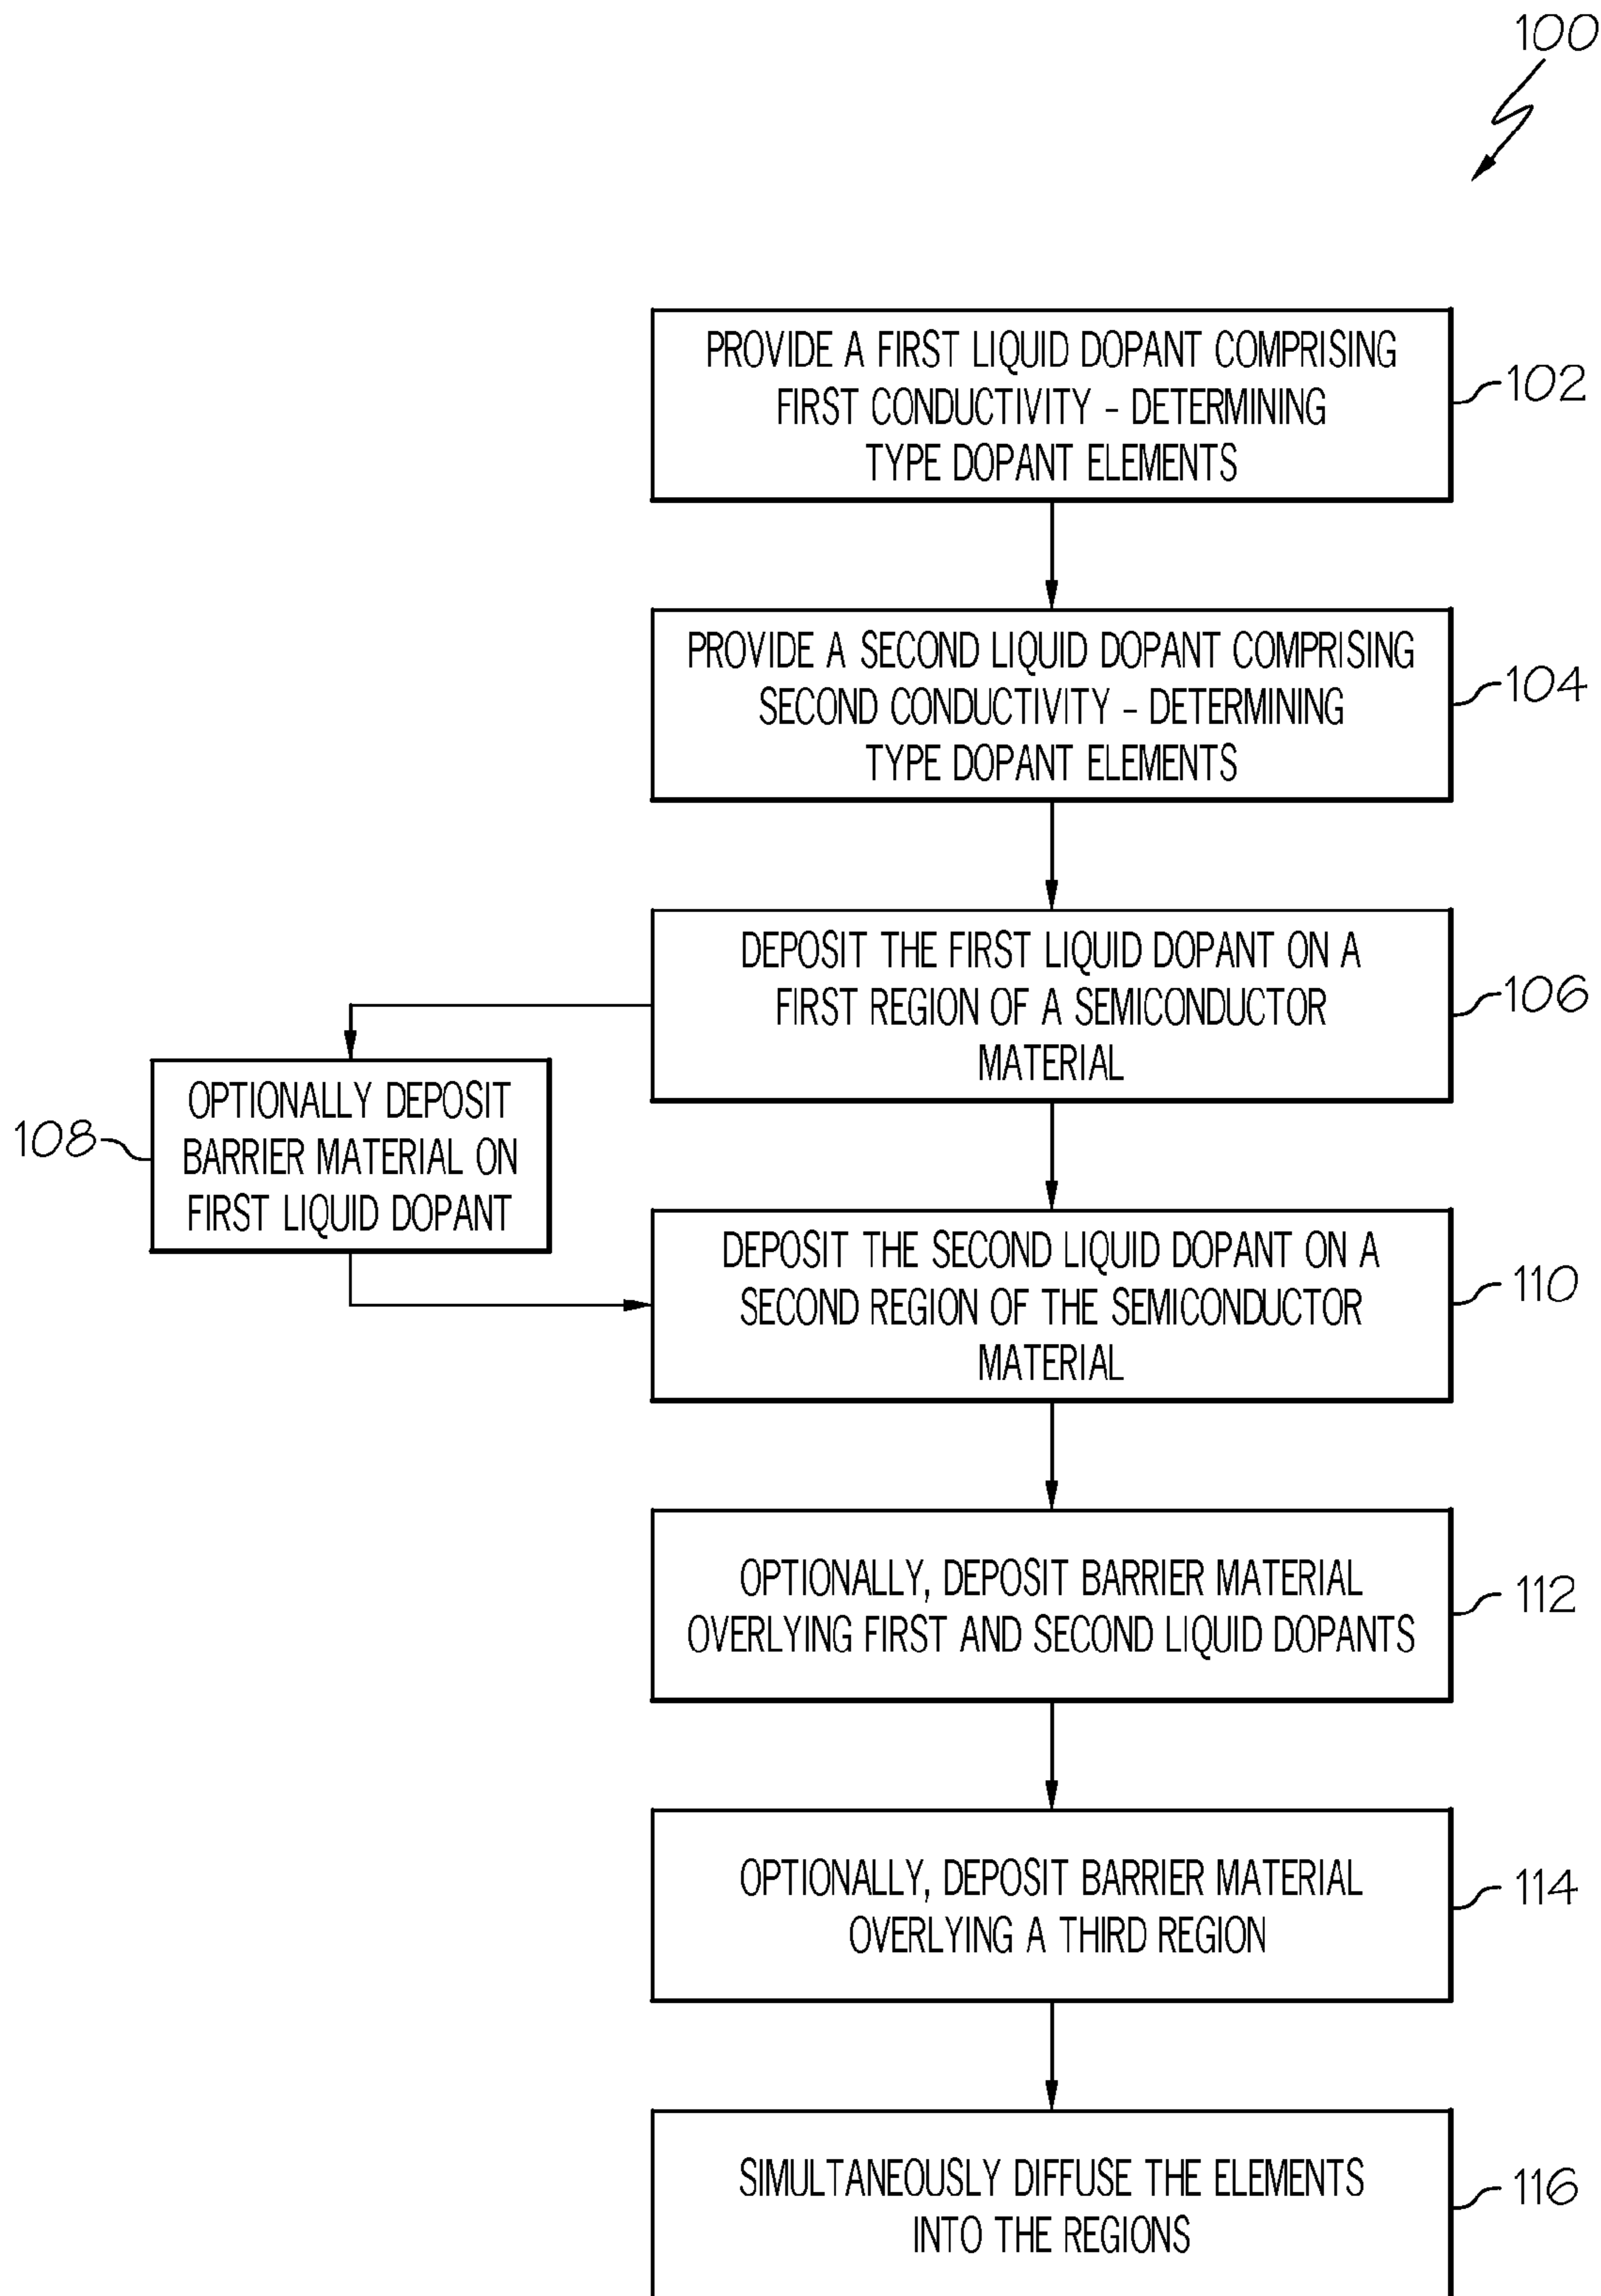 100
PROVIDE A FIRST LIQUID DOPANT COMPRISING
FIRST CONDUCTIVITY – DETERMINING
TYPE DOPANT ELEMENTS
102
PROVIDE A SECOND LIQUID DOPANT COMPRISING
SECOND CONDUCTIVITY – DETERMINING
TYPE DOPANT ELEMENTS
104
DEPOSIT THE FIRST LIQUID DOPANT ON A
FIRST REGION OF A SEMICONDUCTOR
MATERIAL
106
108
OPTIONALLY DEPOSIT
BARRIER MATERIAL ON
FIRST LIQUID DOPANT
DEPOSIT THE SECOND LIQUID DOPANT ON A
SECOND REGION OF THE SEMICONDUCTOR
MATERIAL
110
OPTIONALLY, DEPOSIT BARRIER MATERIAL
OVERLYING FIRST AND SECOND LIQUID DOPANTS
112
OPTIONALLY, DEPOSIT BARRIER MATERIAL
OVERLYING A THIRD REGION
114
SIMULTANEOUSLY DIFFUSE THE ELEMENTS
INTO THE REGIONS
116